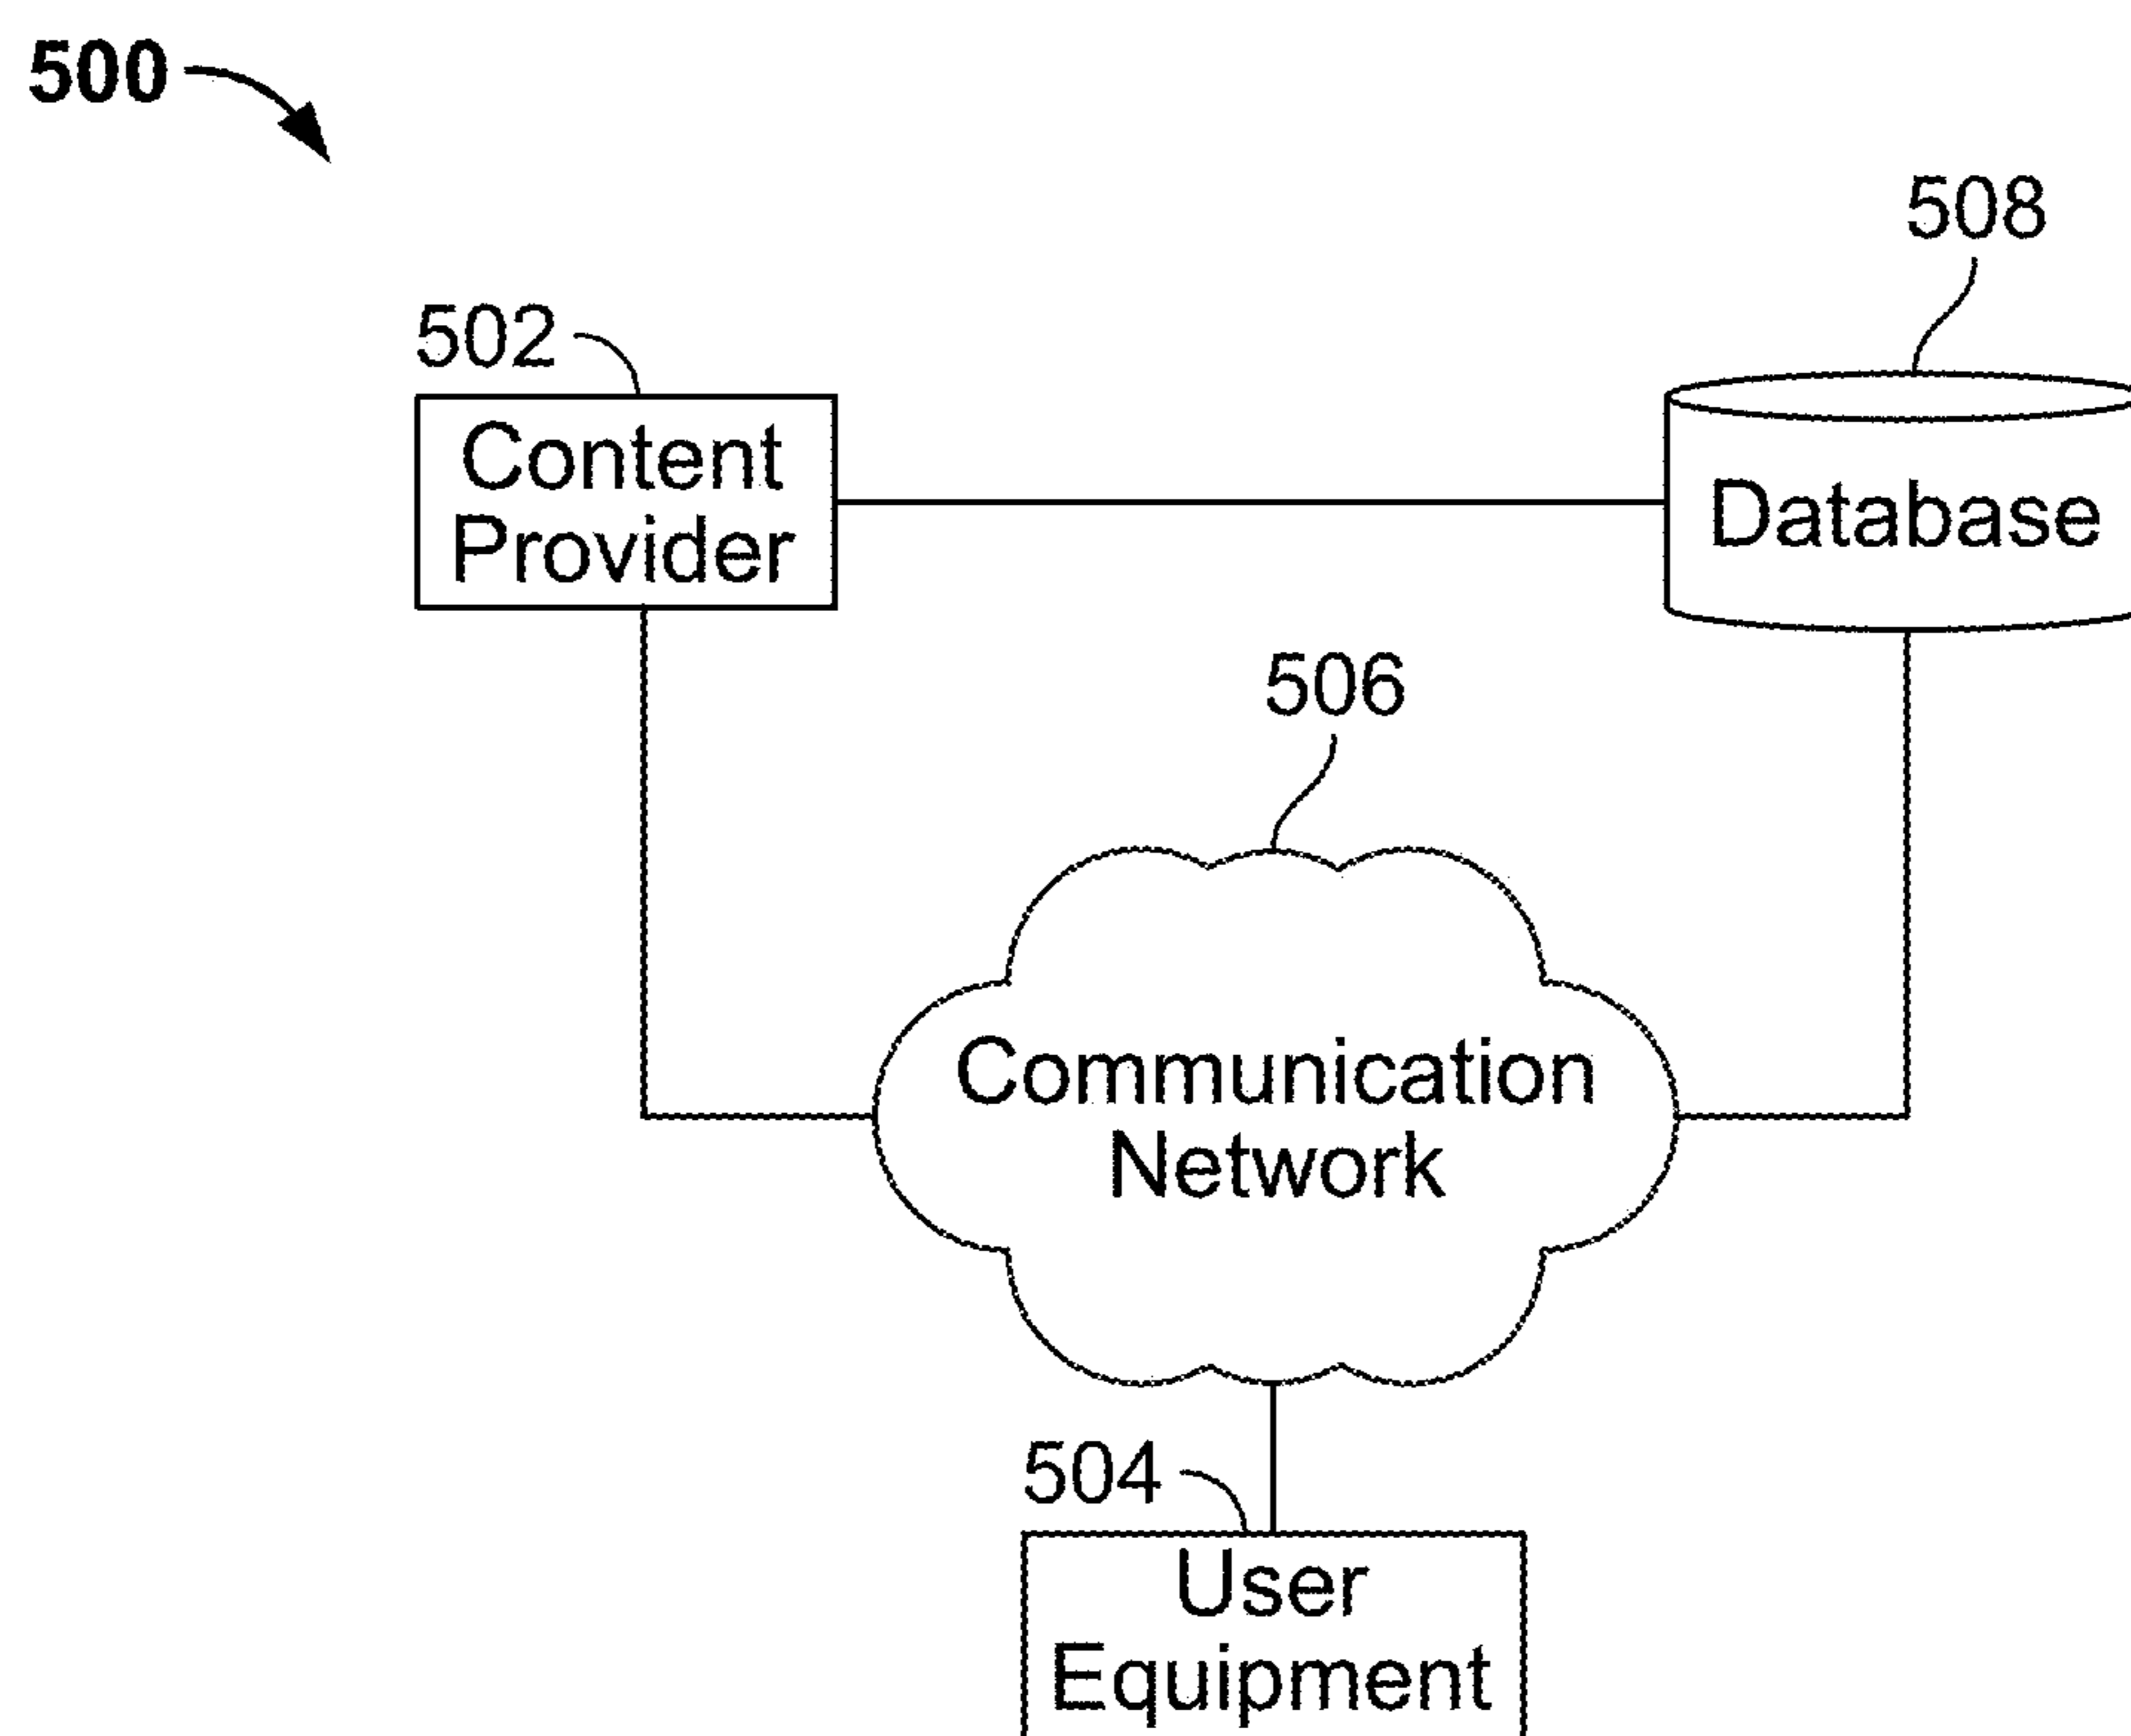 500
508
502
Content
Provider
Database
506
Communication
Network
504
User
Equipment